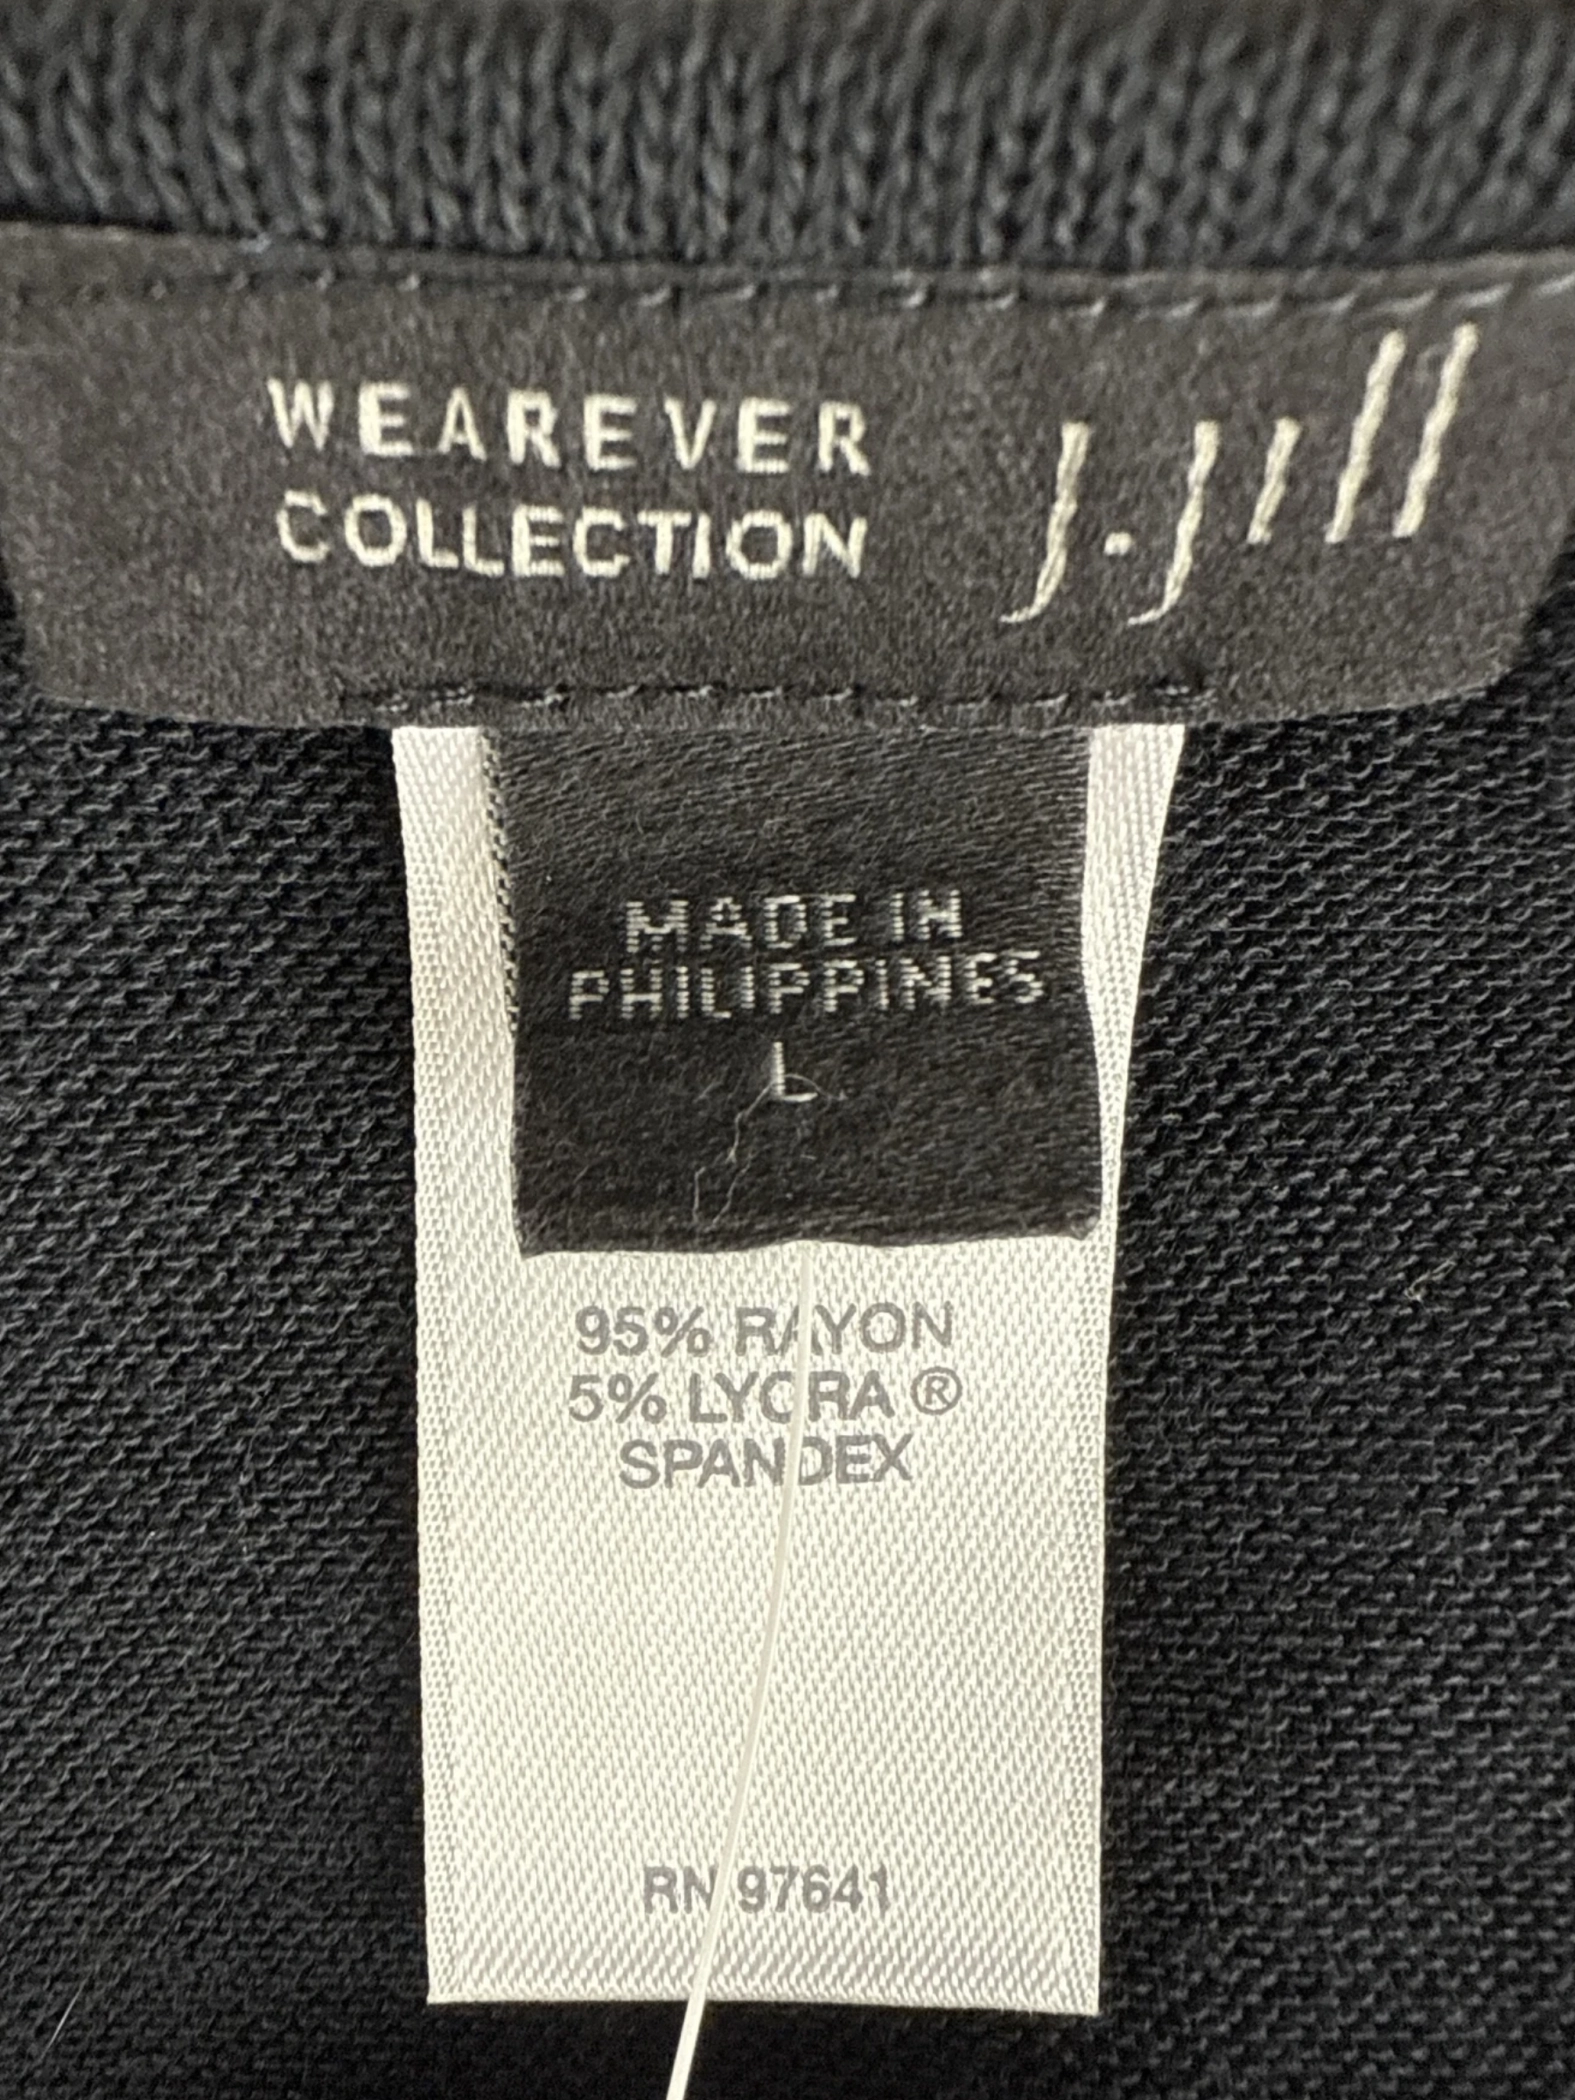 WEAREVER
COLLECTION
J.Jill
MADE IN
PHILIPPINES
L
95% RAYON
5% LYCRA ®
SPANDEX
RN 97641